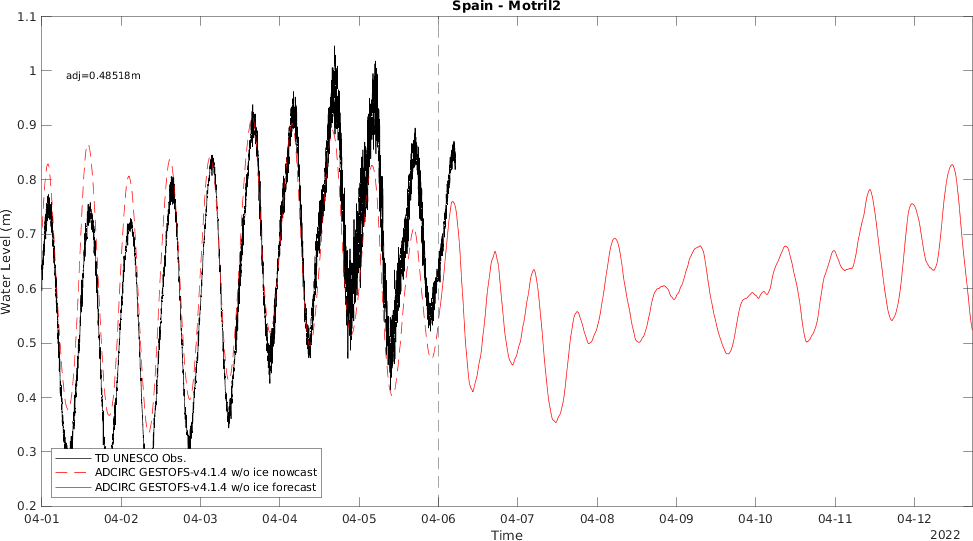 Spain - Motril2
1.1
1
0.9
0.8
0.7
0.6
0.5
0.4
0.3
0.2
Water Level (m)
adj=0.48518m
TD UNESCO Obs.
ADCIRC GESTOFS-v4.1.4 w/o ice nowcast
ADCIRC GESTOFS-v4.1.4 w/o ice forecast
04-01 04-02 04-03 04-04 04-05 04-06 04-07 04-08 04-09 04-10 04-11 04-12
Time
2022